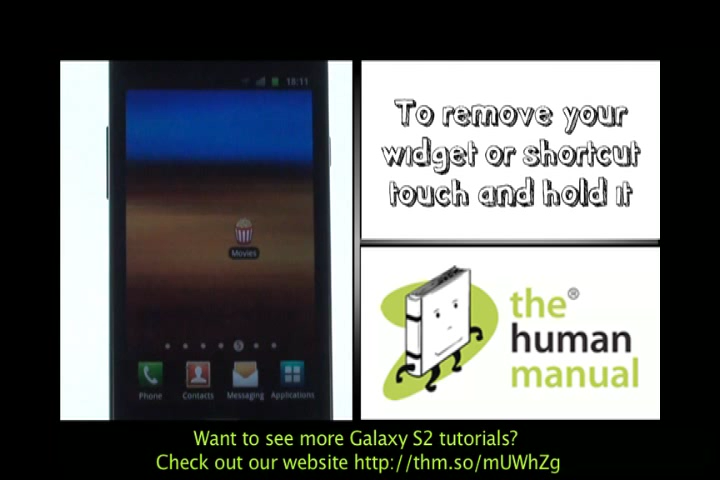 18:11
To remove your
widget or shortcut
touch and hold it
Movies
5
Phone
Contacts
Messaging
Applications
the®
human
manual
Want to see more Galaxy S2 tutorials?
Check out our website http://thm.so/mUWhZg